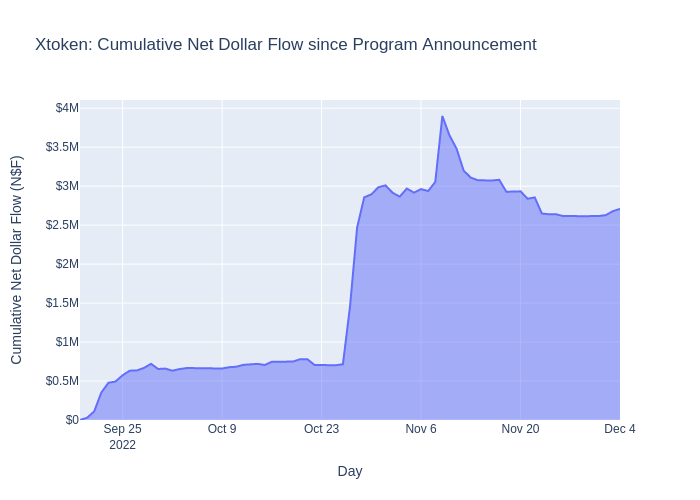 Xtoken: Cumulative Net Dollar Flow since Program Announcement
Cumulative Net Dollar Flow (N$F)
$4M
$3.5M
$3M
$2.5M
$2M
$1.5M
$1M
$0.5M
$0
Sep 25
2022
Oct 9
Oct 23
Nov 6
Nov 20
Dec 4
Day